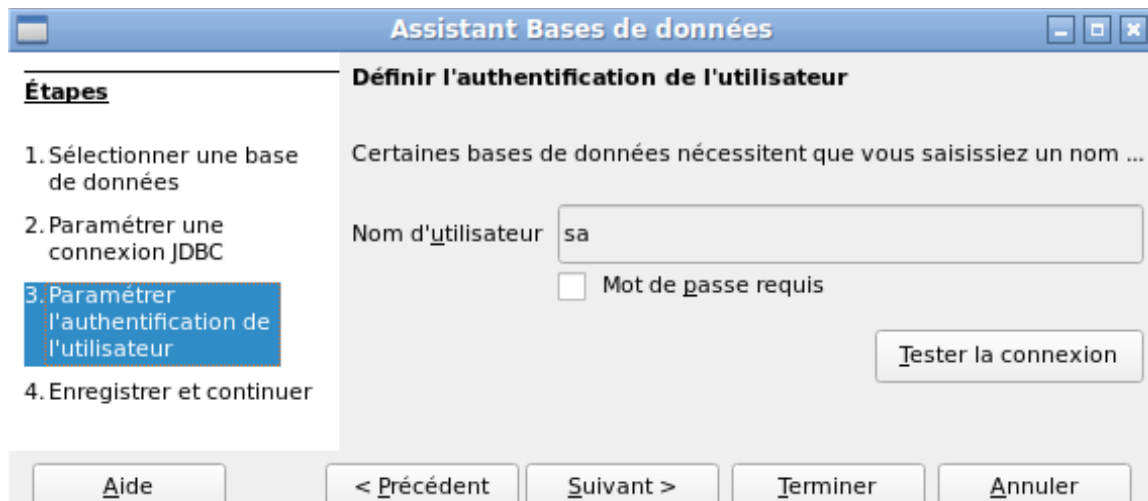 Assistant Bases de données
Étapes
1. Sélectionner une base
de données
2. Paramétrer une
connexion JDBC
3. Paramétrer
l'authentification de
l'utilisateur
4. Enregistrer et continuer
Définir l'authentification de l'utilisateur
Certaines bases de données nécessitent que vous saisissiez un nom ...
Nom d'utilisateur sa
Mot de passe requis
Tester la connexion
Aide < Précédent Suivant > Terminer Annuler